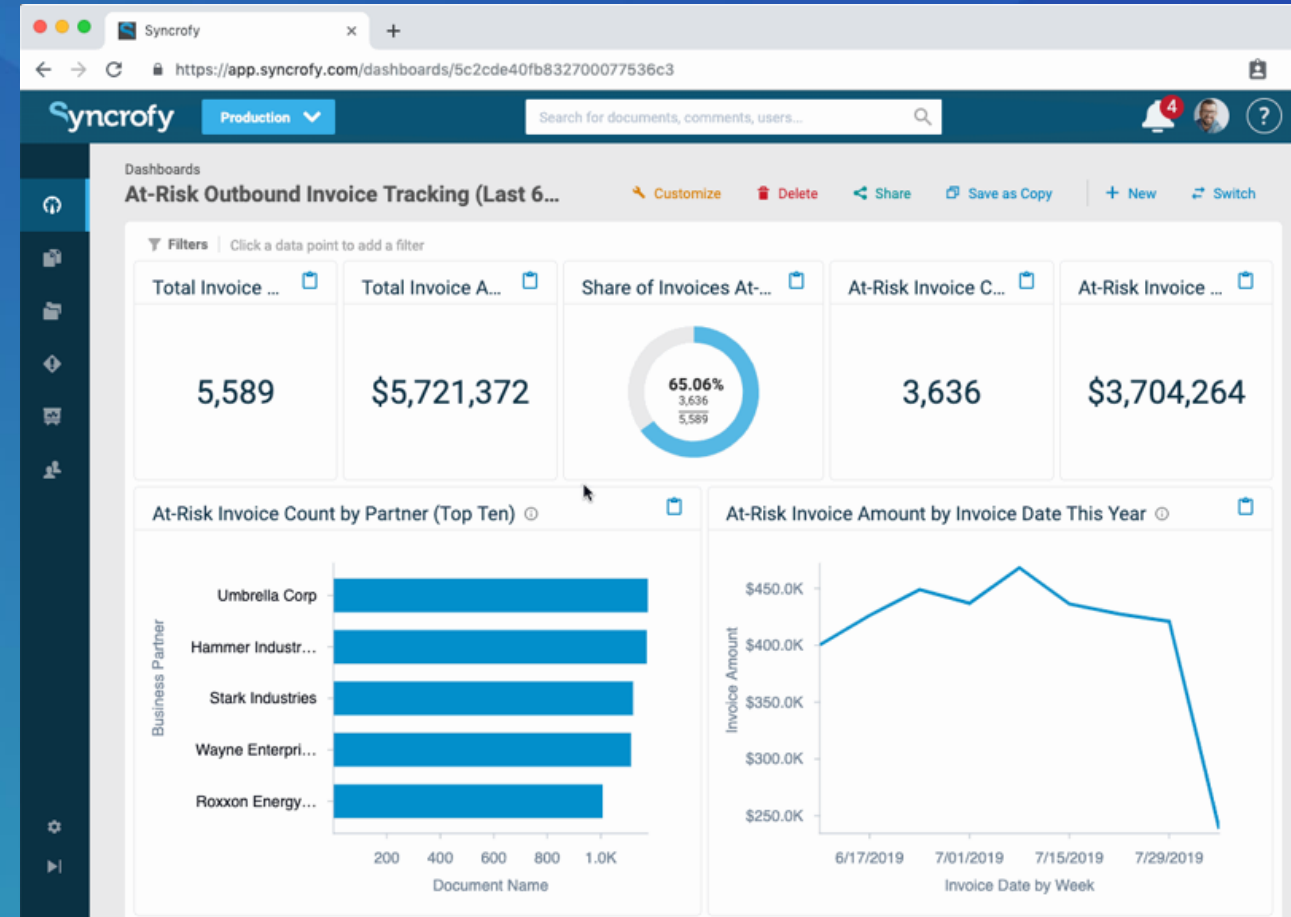 Syncrofy
https://app.syncrofy.com/dashboards/5c2cde40fb832700077536c3
Syncrofy
Production
Search for documents, comments, users...
4
?
Dashboards
At-Risk Outbound Invoice Tracking (Last 6...
Customize
Delete
Share
Save as Copy
New
Switch
Filters
Click a data point to add a filter
Total Invoice ...
5,589
Total Invoice A...
$5,721,372
Share of Invoices At-...
65.06%
3,636
5,589
At-Risk Invoice C...
3,636
At-Risk Invoice ...
$3,704,264
At-Risk Invoice Count by Partner (Top Ten)
Business Partner
Umbrella Corp
Hammer Industr...
Stark Industries
Wayne Enterpri...
Roxxon Energy...
200 400 600 800 1.0K
Document Name
At-Risk Invoice Amount by Invoice Date This Year
Invoice Amount
$450.0K
$400.0K
$350.0K
$300.0K
$250.0K
6/17/2019 7/01/2019 7/15/2019 7/29/2019
Invoice Date by Week